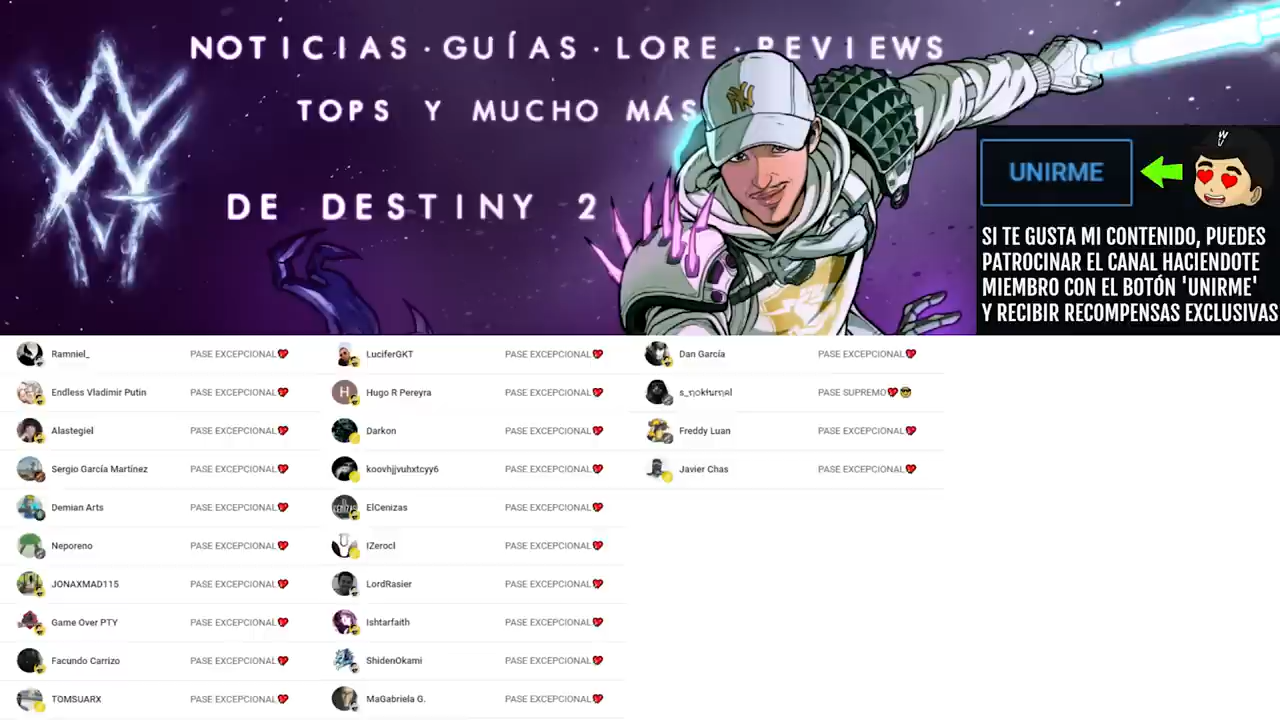 NOTICIAS · GUÍAS · LORE · REVIEWS
TOPS Y MUCHO MÁS
DE DESTINY 2
UNIRME
SI TE GUSTA MI CONTENIDO, PUEDES
PATROCINAR EL CANAL HACIENDOTE
MIEMBRO CON EL BOTÓN 'UNIRME'
Y RECIBIR RECOMPENSAS EXCLUSIVAS
Ramniel_ PASE EXCEPCIONAL
Endless Vladimir Putin PASE EXCEPCIONAL
Alastegiel PASE EXCEPCIONAL
Sergio García Martínez PASE EXCEPCIONAL
Demian Arts PASE EXCEPCIONAL
Neporeno PASE EXCEPCIONAL
JONAXMAD115 PASE EXCEPCIONAL
Game Over PTY PASE EXCEPCIONAL
Facundo Carrizo PASE EXCEPCIONAL
TOMSUARX PASE EXCEPCIONAL
LuciferGKT PASE EXCEPCIONAL
H Hugo R Pereyra PASE EXCEPCIONAL
Darkon PASE EXCEPCIONAL
koovhjjvuhxtcyy6 PASE EXCEPCIONAL
ElCenizas PASE EXCEPCIONAL
IZerocl PASE EXCEPCIONAL
LordRasier PASE EXCEPCIONAL
Ishtarfaith PASE EXCEPCIONAL
ShidenOkami PASE EXCEPCIONAL
MaGabriela G. PASE EXCEPCIONAL
Dan García PASE EXCEPCIONAL
PASE SUPREMO
Freddy Luan PASE EXCEPCIONAL
Javier Chas PASE EXCEPCIONAL